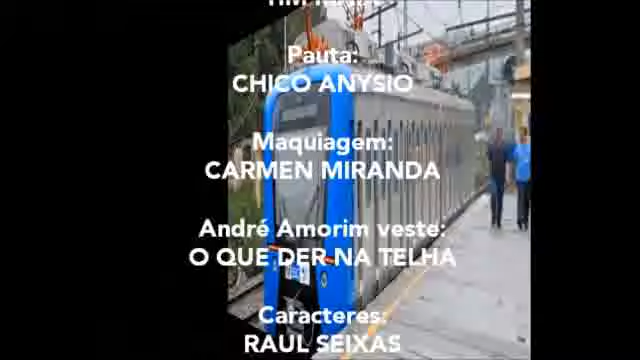 Pauta:
CHICO ANYSIO
Maquiagem:
CARMEN MIRANDA
André Amorim veste:
O QUE DER NA TELHA
Caracteres:
RAUL SEIXAS